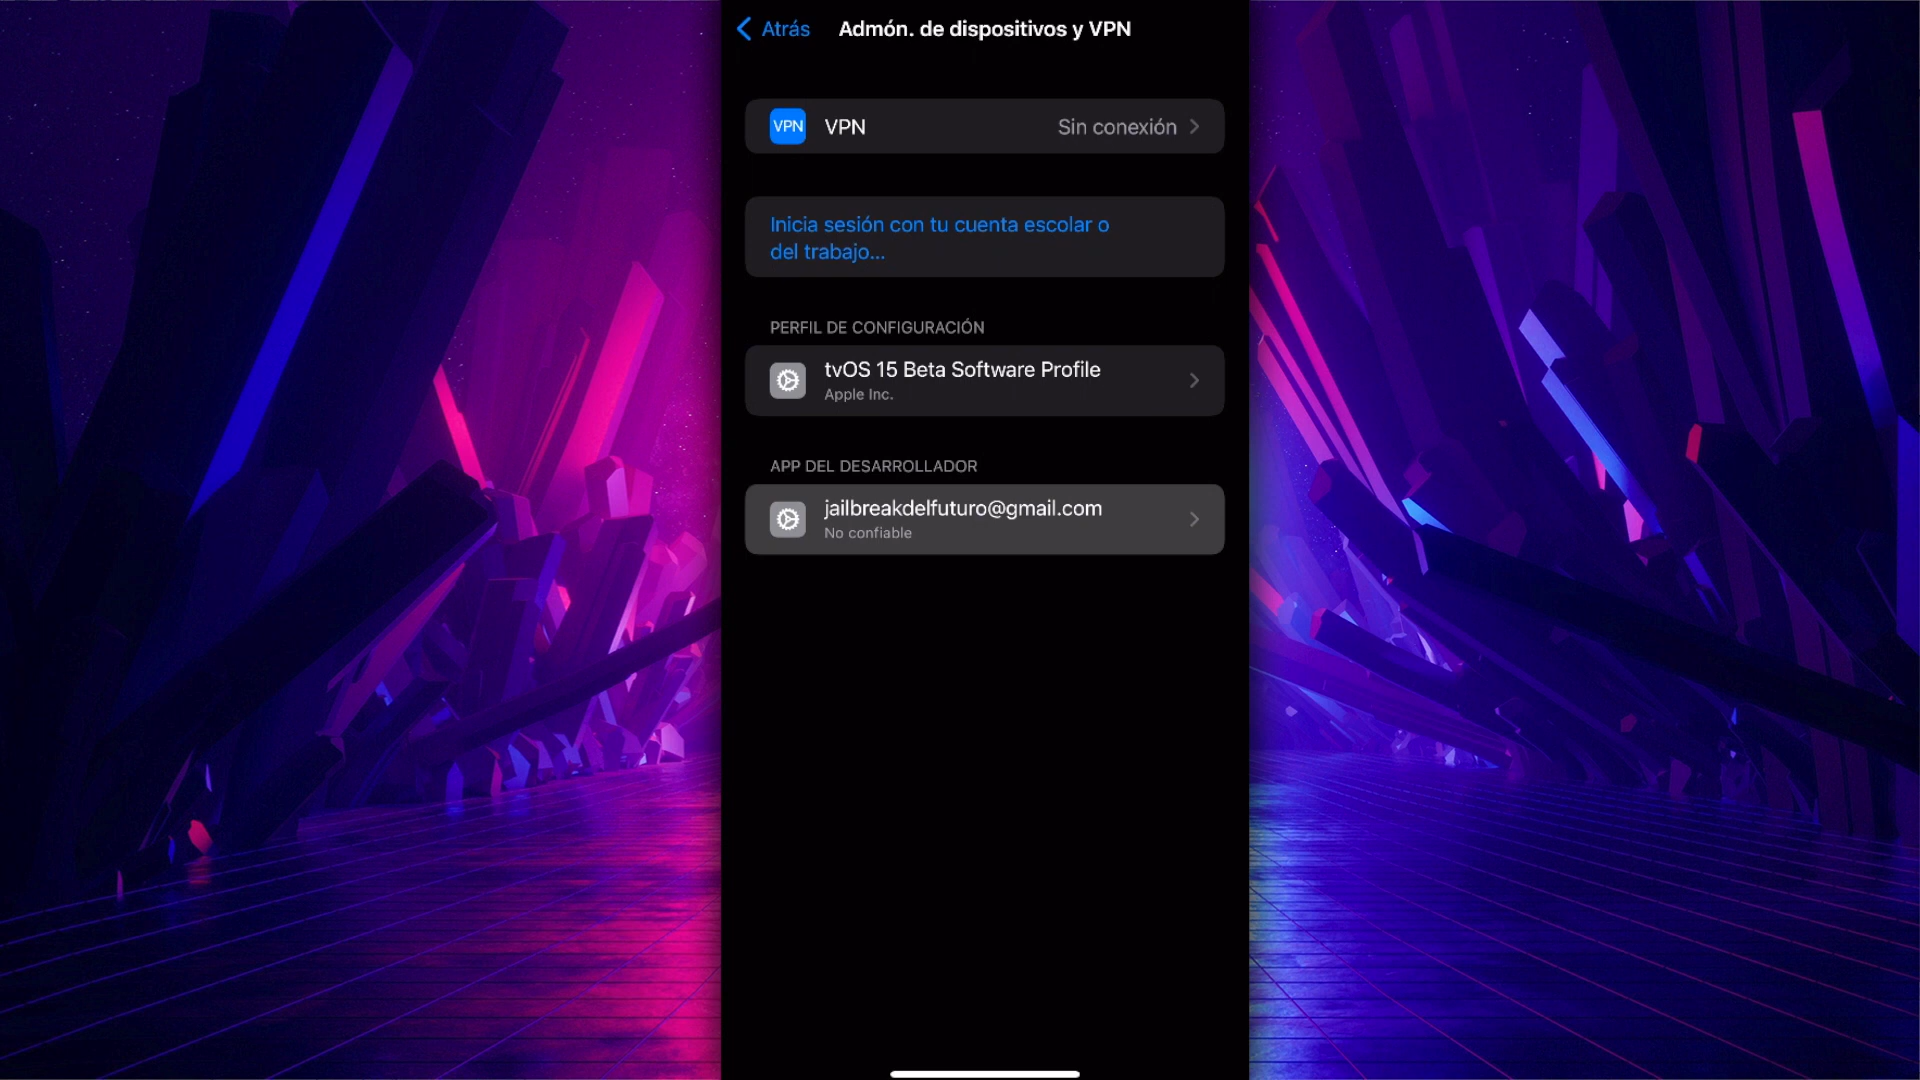 Atrás
Admón. de dispositivos y VPN
VPN
VPN
Sin conexión
Inicia sesión con tu cuenta escolar o
del trabajo...
PERFIL DE CONFIGURACIÓN
tvOS 15 Beta Software Profile
Apple Inc.
APP DEL DESARROLLADOR
jailbreakdelfuturo@gmail.com
No confiable